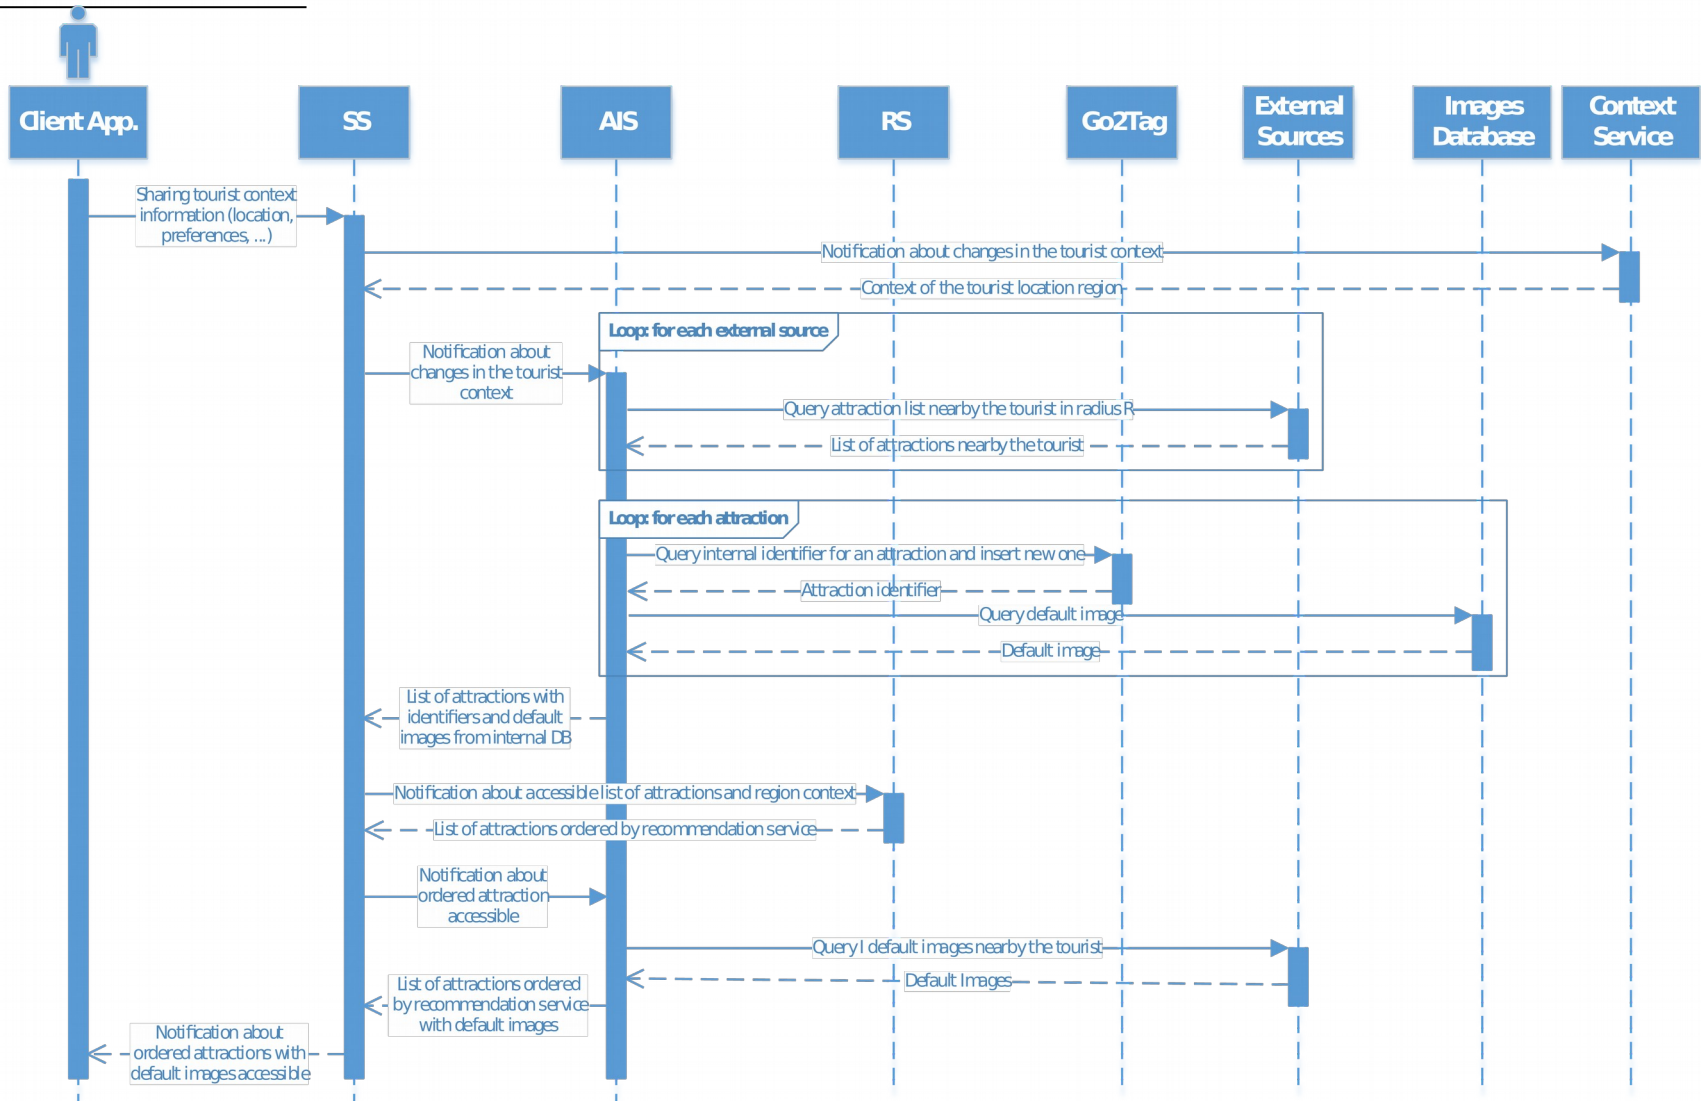 Client App.
SS
AIS
RS
Go2Tag
External
Sources
Images
Database
Context
Service
Sharing tourist context
information (location,
preferences, ...)
Notification about changes in the tourist context
Context of the tourist location region
Loop: for each external source
Notification about
changes in the tourist
context
Query attraction list nearby the tourist in radius R
List of attractions nearby the tourist
Loop: for each attraction
Query internal identifier for an attraction and insert new one
Attraction identifier
Query default image
Default image
List of attractions with
identifiers and default
images from internal DB
Notification about accessible list of attractions and region context
List of attractions ordered by recommendation service
Notification about
ordered attraction
accessible
Query I default images nearby the tourist
Default Images
List of attractions ordered
by recommendation service
with default images
Notification about
ordered attractions with
default images accessible